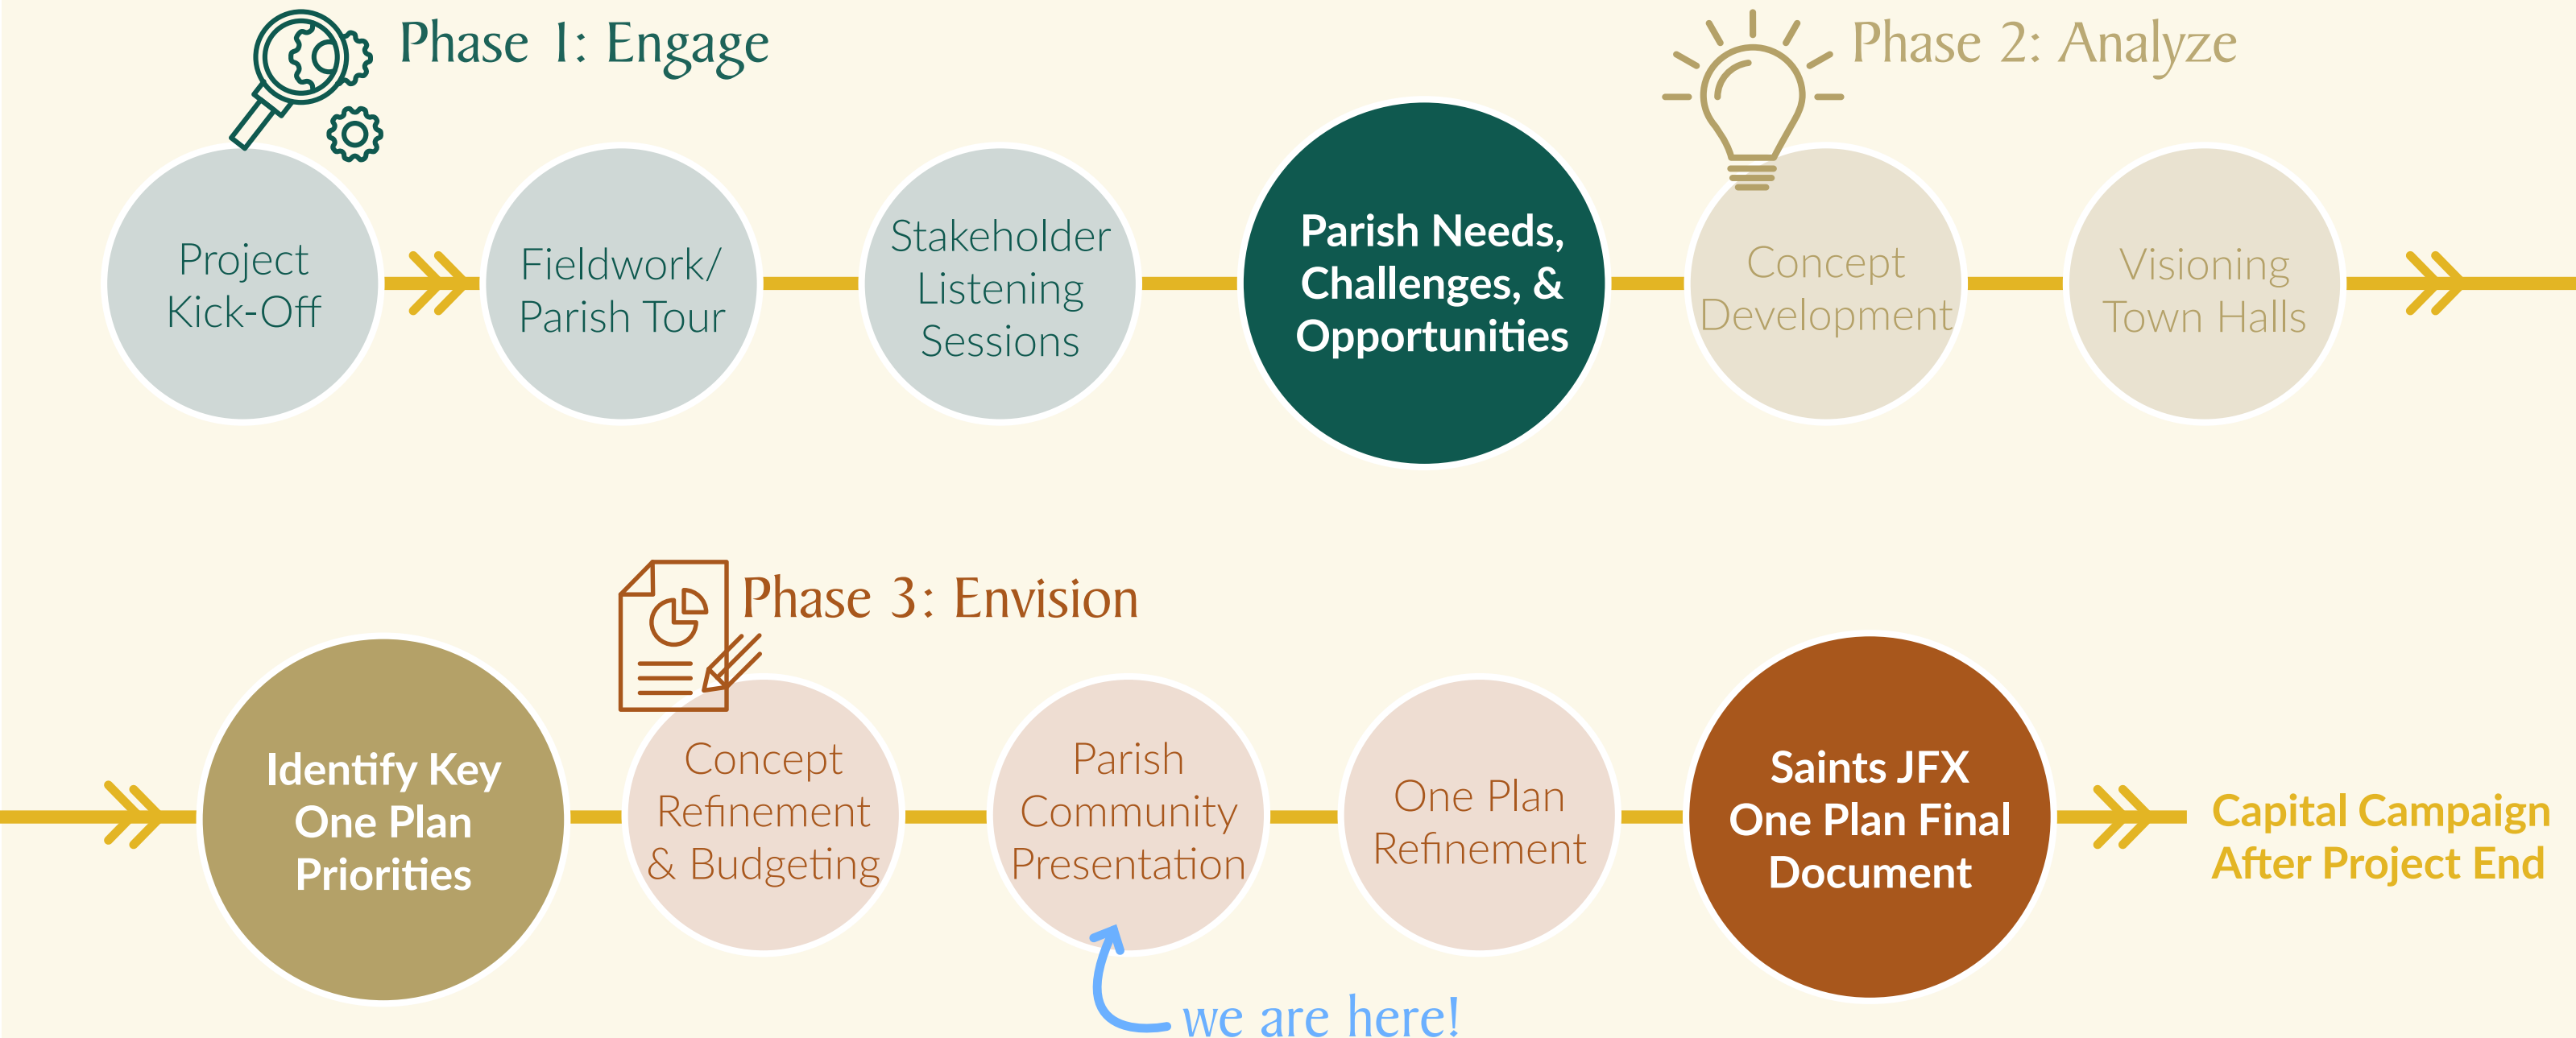 Phase 1: Engage
Project
Kick-Off
Fieldwork/
Parish Tour
Stakeholder
Listening
Sessions
Parish Needs,
Challenges, &
Opportunities
Phase 2: Analyze
Concept
Development
Visioning
Town Halls
Identify Key
One Plan
Priorities
Phase 3: Envision
Concept
Refinement
& Budgeting
Parish
Community
Presentation
we are here!
One Plan
Refinement
Saints JFX
One Plan Final
Document
Capital Campaign
After Project End